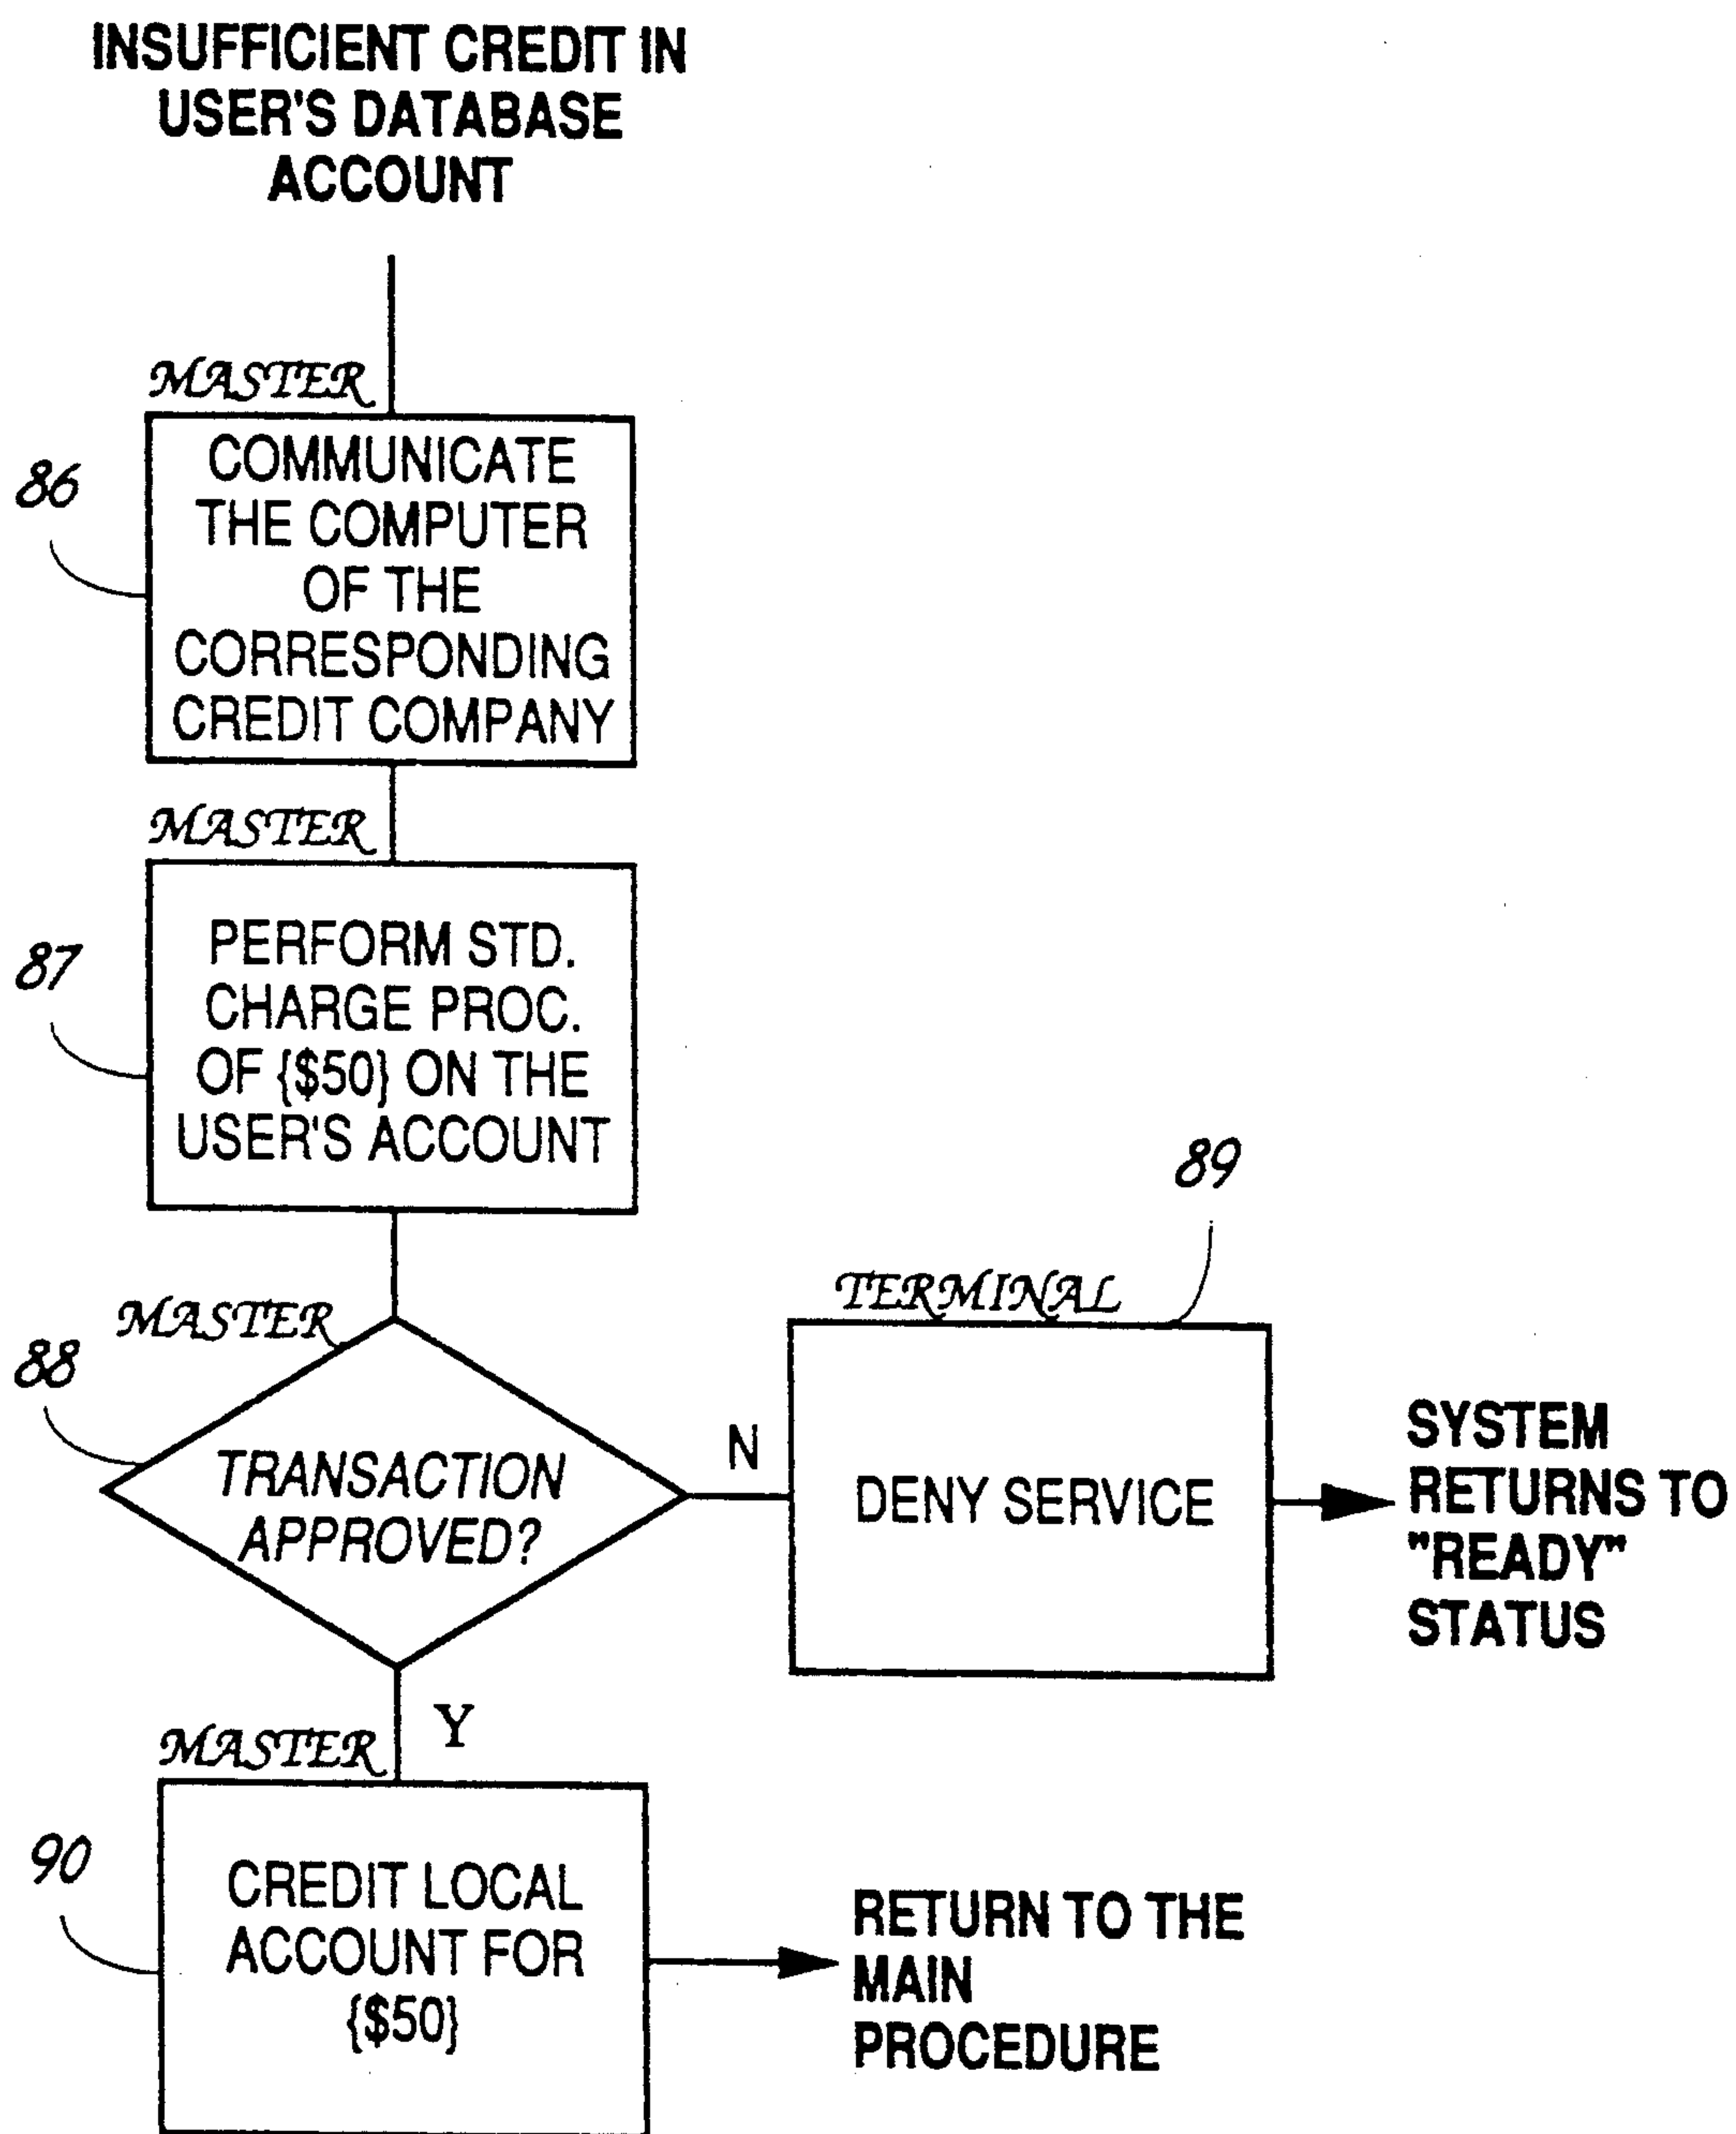 INSUFFICIENT CREDIT IN
USER'S DATABASE
ACCOUNT
MASTER
86
COMMUNICATE
THE COMPUTER
OF THE
CORRESPONDING
CREDIT COMPANY
MASTER
87
PERFORM STD.
CHARGE PROC.
OF {$50} ON THE
USER'S ACCOUNT
MASTER
88
TRANSACTION
APPROVED?
N
89
TERMINAL
DENY SERVICE
SYSTEM
RETURNS TO
"READY"
STATUS
Y
MASTER
90
CREDIT LOCAL
ACCOUNT FOR
{$50}
RETURN TO THE
MAIN
PROCEDURE